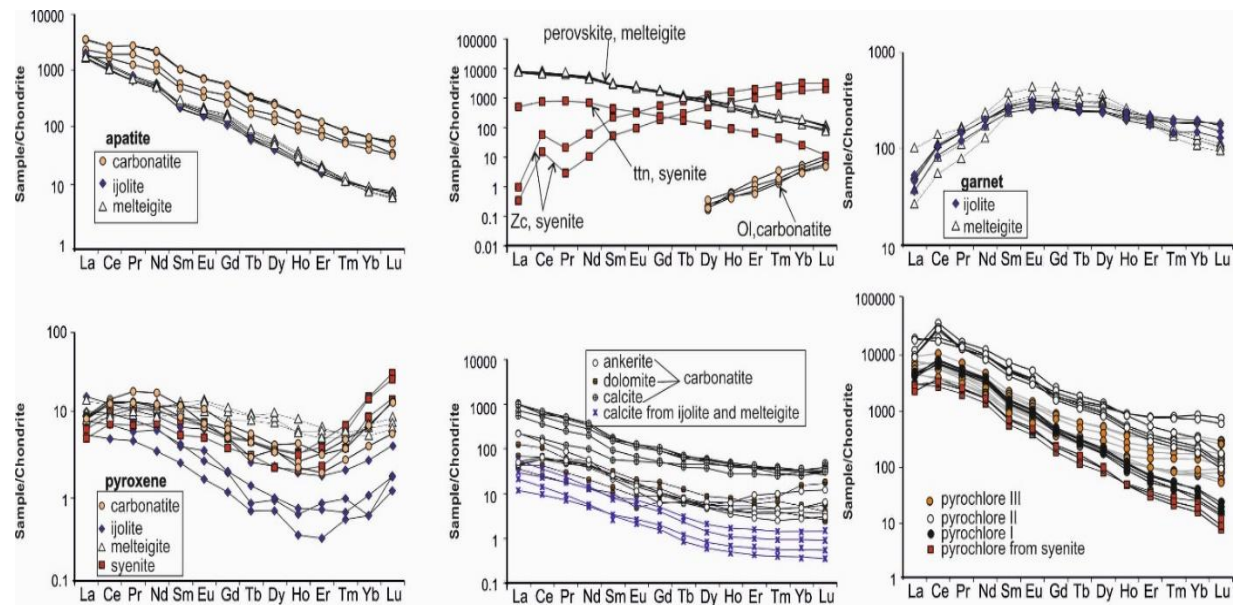 10000
1000
100
10
1
Sample/Chondrite
apatite
carbonatite
ijolite
melteigite
La Ce Pr Nd Sm Eu Gd Tb Dy Ho Er Tm Yb Lu
100000
10000
1000
100
10
1
0.1
0.01
Sample/Chondrite
perovskite, melteigite
ttn, syenite
Zc, syenite
Ol,carbonatite
La Ce Pr Nd Sm Eu Gd Tb Dy Ho Er Tm Yb Lu
1000
100
10
Sample/Chondrite
garnet
ijolite
melteigite
La Ce Pr Nd Sm Eu Gd Tb Dy Ho Er Tm Yb Lu
100
10
1
0.1
Sample/Chondrite
pyroxene
carbonatite
ijolite
melteigite
syenite
La Ce Pr Nd Sm Eu Gd Tb Dy Ho Er Tm Yb Lu
10000
1000
100
10
1
0.1
Sample/Chondrite
ankerite
dolomite carbonatite
calcite
calcite from ijolite and melteigite
La Ce Pr Nd Sm Eu Gd Tb Dy Ho Er Tm Yb Lu
100000
10000
1000
100
10
1
Sample/Chondrite
pyrochlore III
pyrochlore II
pyrochlore I
pyrochlore from syenite
La Ce Pr Nd Sm Eu Gd Tb Dy Ho Er Tm Yb Lu